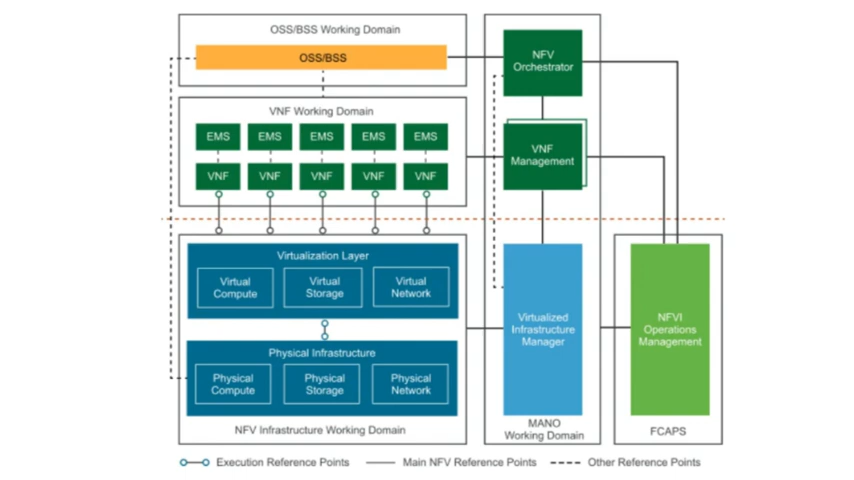 OSS/BSS Working Domain
OSS/BSS
NFV
Orchestrator
VNF Working Domain
EMS EMS EMS EMS EMS
VNF VNF VNF VNF VNF
VNF
Management
Virtualization Layer
Virtual
Compute
Virtual
Storage
Virtual
Network
Physical Infrastructure
Physical
Compute
Physical
Storage
Physical
Network
NFV Infrastructure Working Domain
Virtualized
Infrastructure
Manager
MANO
Working Domain
NFVI
Operations
Management
FCAPS
Execution Reference Points
Main NFV Reference Points
Other Reference Points